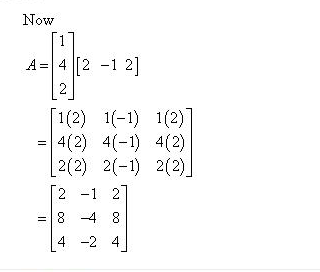 Now
A = [1 4 2] [2 -1 2]
= [1(2) 1(-1) 1(2)
4(2) 4(-1) 4(2)
2(2) 2(-1) 2(2)]
= [2 -1 2
8 -4 8
4 -2 4]